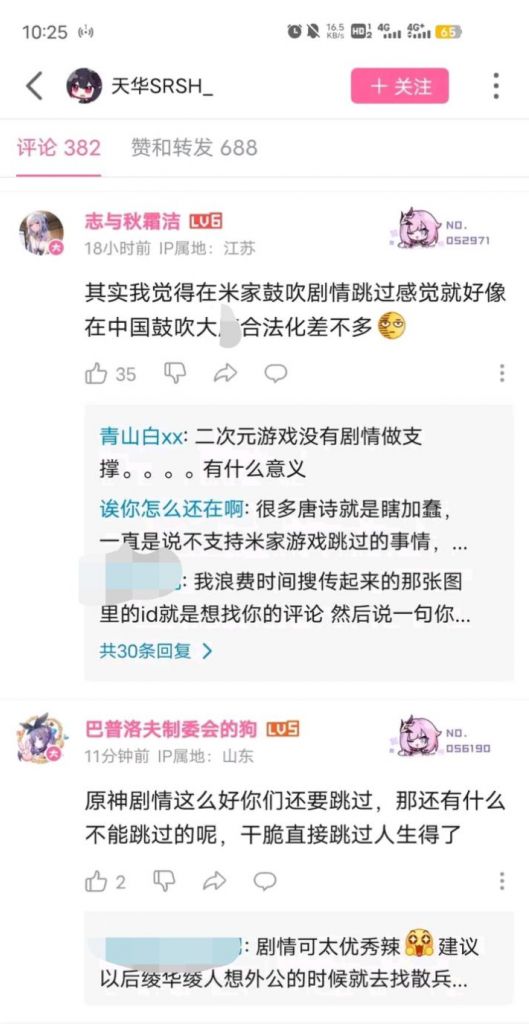 10:25
16.5
KB/s
HD 1
2
4G
4G+
65
天华SRSH_
+ 关注
评论 382
赞和转发 688
志与秋霜洁 LV6
NO.
052971
大
18小时前 IP属地：江苏
其实我觉得在米家鼓吹剧情跳过感觉就好像
在中国鼓吹大 合法化差不多
35
青山白xx: 二次元游戏没有剧情做支
撑。。。。有什么意义
诶你怎么还在啊: 很多唐诗就是瞎加蠢，
一直是说不支持米家游戏跳过的事情，...
: 我浪费时间搜传起来的那张图
里的id就是想找你的评论 然后说一句你...
共30条回复
巴普洛夫制委会的狗 LV5
NO.
056190
大
11分钟前 IP属地：山东
原神剧情这么好你们还要跳过，那还有什么
不能跳过的呢，干脆直接跳过人生得了
2
: 剧情可太优秀辣 建议
以后绫华绫人想外公的时候就去找散兵...